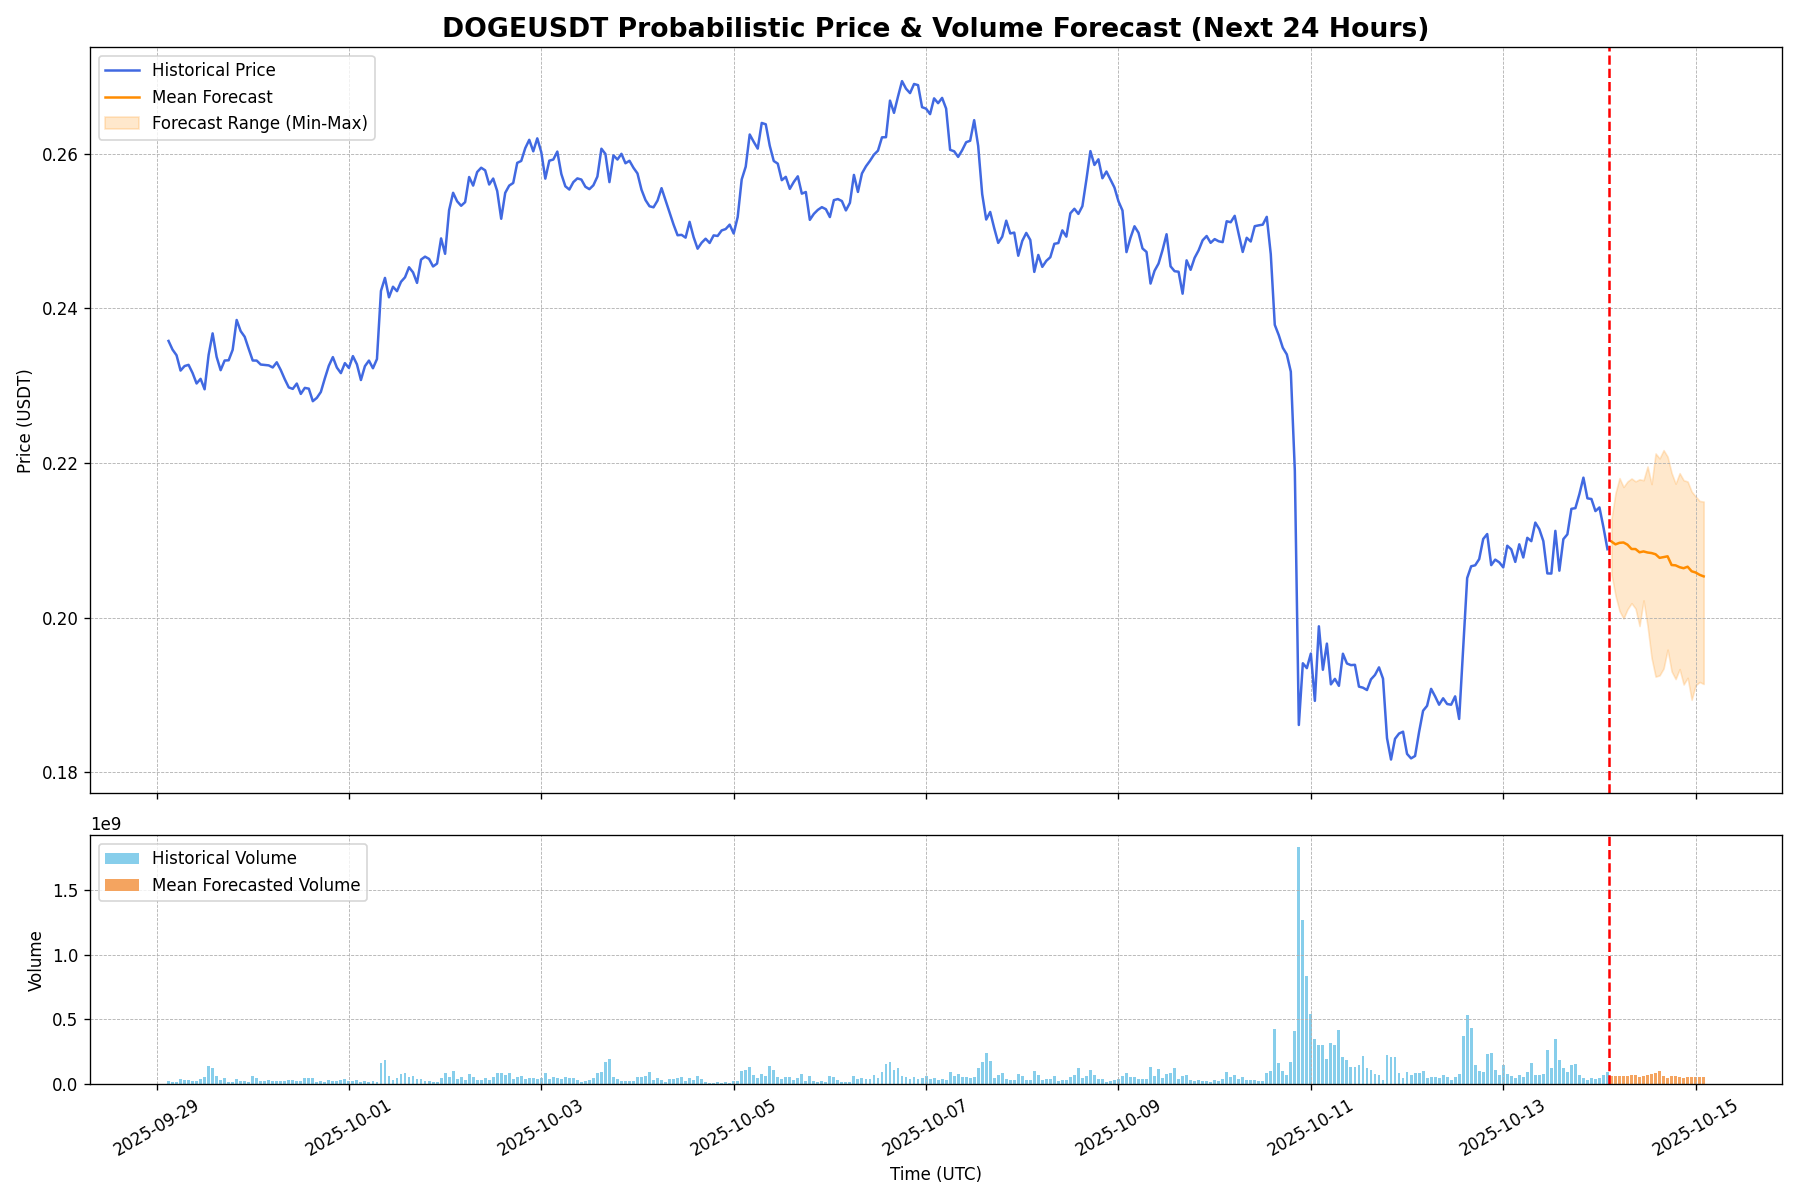 DOGEUSDT Probabilistic Price & Volume Forecast (Next 24 Hours)
Historical Price
Mean Forecast
Forecast Range (Min-Max)
0.26
0.24
0.22
0.20
0.18
Price (USDT)
1e9
Historical Volume
Mean Forecasted Volume
1.5
1.0
0.5
0.0
Volume
2025-09-29
2025-10-01
2025-10-03
2025-10-05
2025-10-07
2025-10-09
2025-10-11
2025-10-13
2025-10-15
Time (UTC)